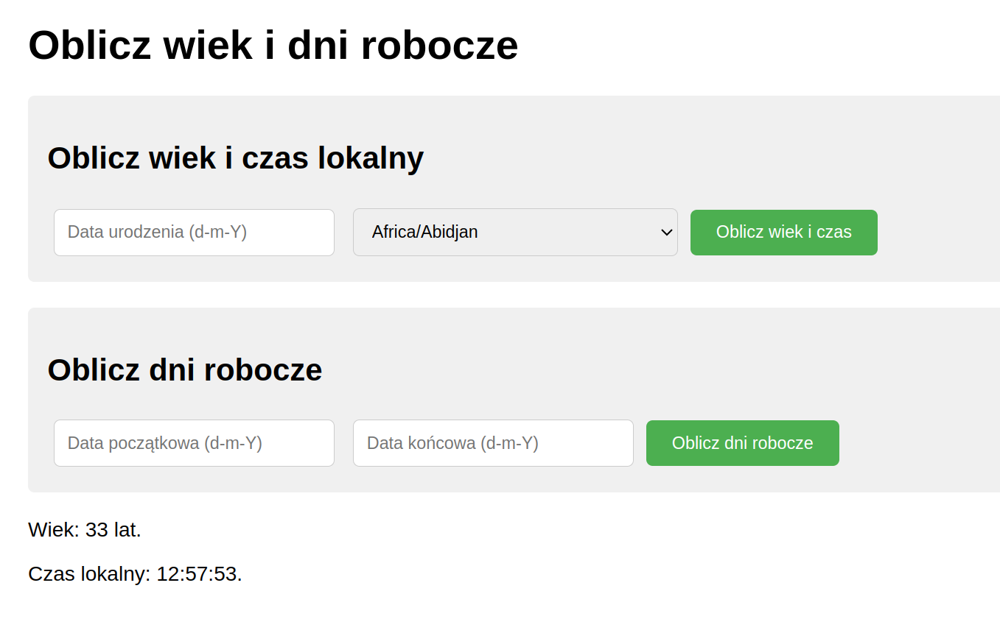 Oblicz wiek i dni robocze
Oblicz wiek i czas lokalny
Data urodzenia (d-m-Y) Africa/Abidjan Oblicz wiek i czas
Oblicz dni robocze
Data początkowa (d-m-Y) Data końcowa (d-m-Y) Oblicz dni robocze
Wiek: 33 lat.
Czas lokalny: 12:57:53.